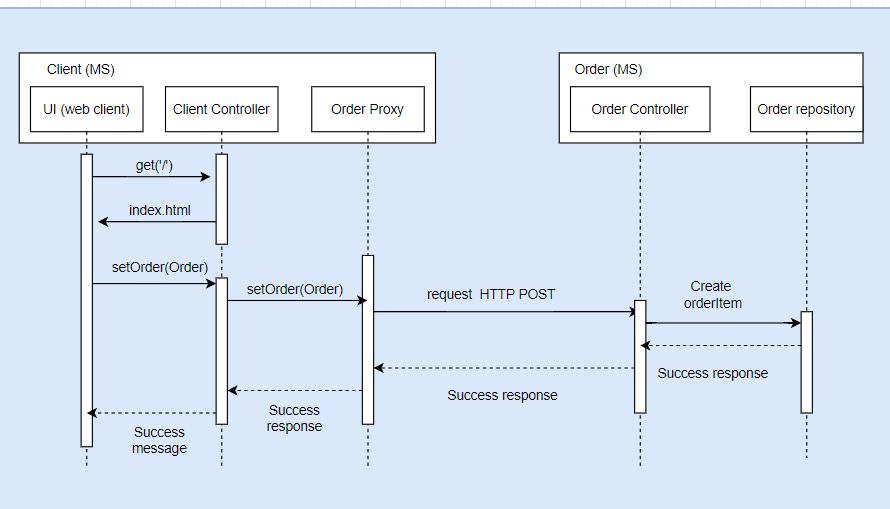 Client (MS)
Order (MS)
UI (web client)
Client Controller
Order Proxy
Order Controller
Order repository
get('/')
index.html
setOrder(Order)
setOrder(Order)
request HTTP POST
Create
orderItem
Success response
Success response
Success
response
Success
message